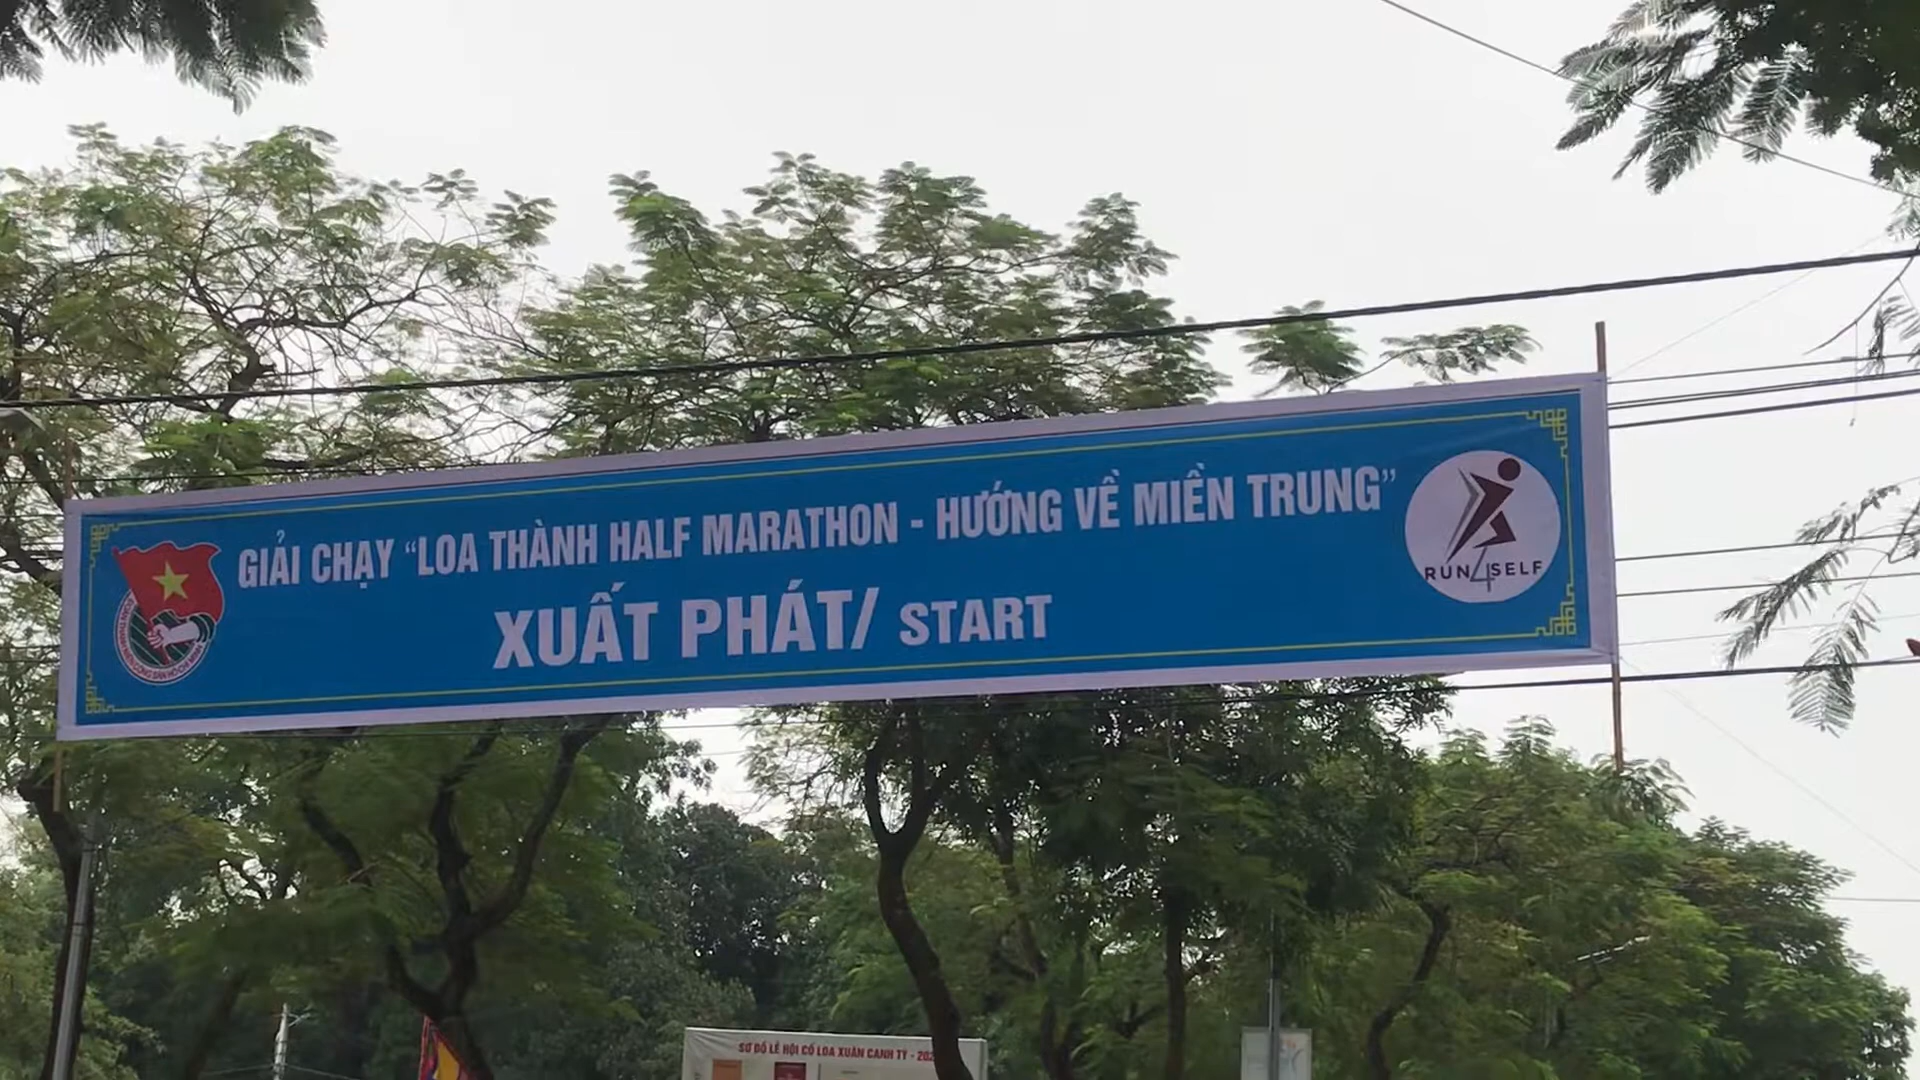 GIẢI CHẠY “LOA THÀNH HALF MARATHON - HƯỚNG VỀ MIỀN TRUNG”
XUẤT PHÁT/ START
RUN4SELF
SƠ ĐỒ LỄ HỘI CỔ LOA XUÂN CANH TÝ -